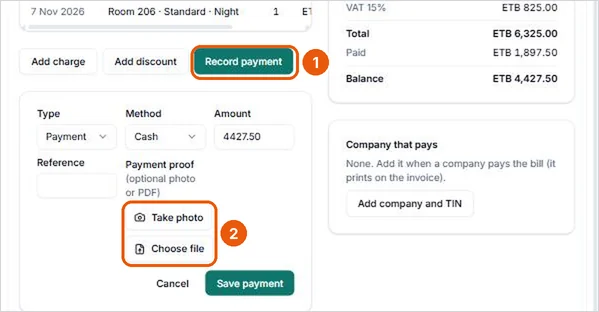 7 Nov 2026 Room 206 · Standard · Night 1
VAT 15% ETB 825.00
Total ETB 6,325.00
Paid ETB 1,897.50
Balance ETB 4,427.50
Add charge Add discount Record payment 1
Type Method Amount
Payment Cash 4427.50
Reference Payment proof
(optional photo
or PDF)
Take photo
Choose file
2
Cancel Save payment
Company that pays
None. Add it when a company pays the bill (it
prints on the invoice).
Add company and TIN